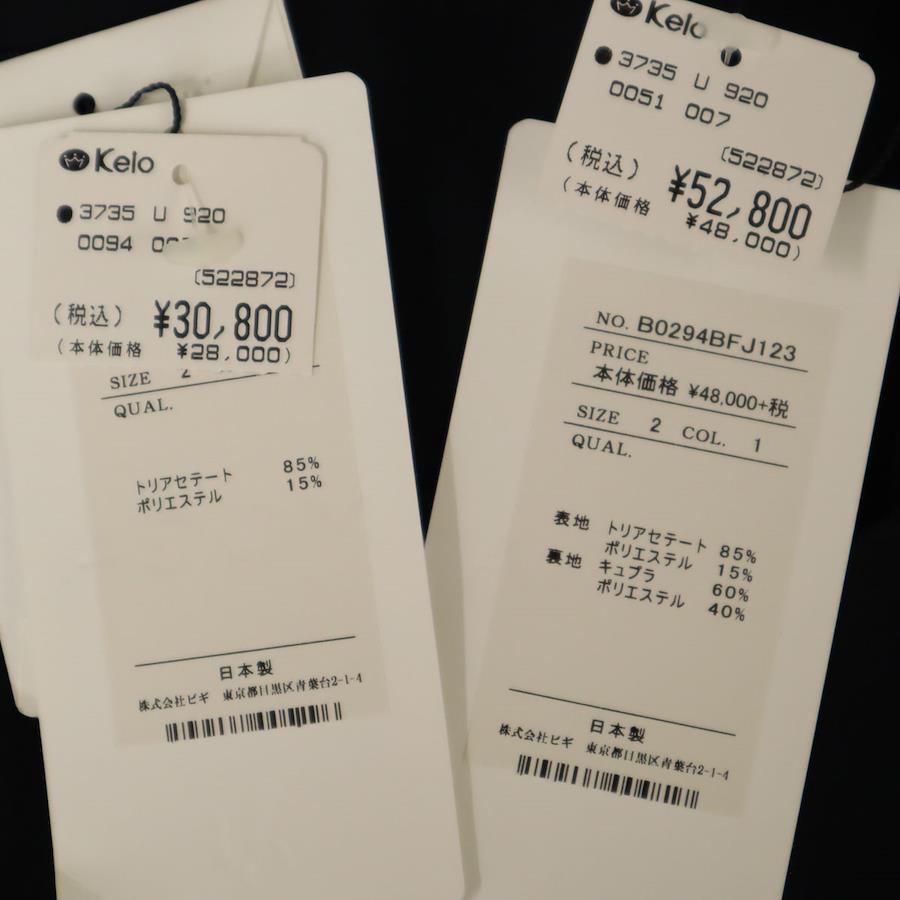 Kelo
3735 U 920
0094
(522872)
(税込) ¥30,800
(本体価格 ¥28,000)
SIZE 2
QUAL.
トリアセテート 85%
ポリエステル 15%
日本製
株式会社ビギ 東京都目黒区青葉台2-1-4
Kelo
3735 U 920
0051 007
(522872)
(税込) ¥52,800
(本体価格 ¥48,000)
NO. B0294BFJ123
PRICE
本体価格 ¥48,000+税
SIZE 2 COL. 1
QUAL.
表地 トリアセテート 85%
ポリエステル 15%
裏地 キュプラ 60%
ポリエステル 40%
日本製
株式会社ビギ 東京都目黒区青葉台2-1-4